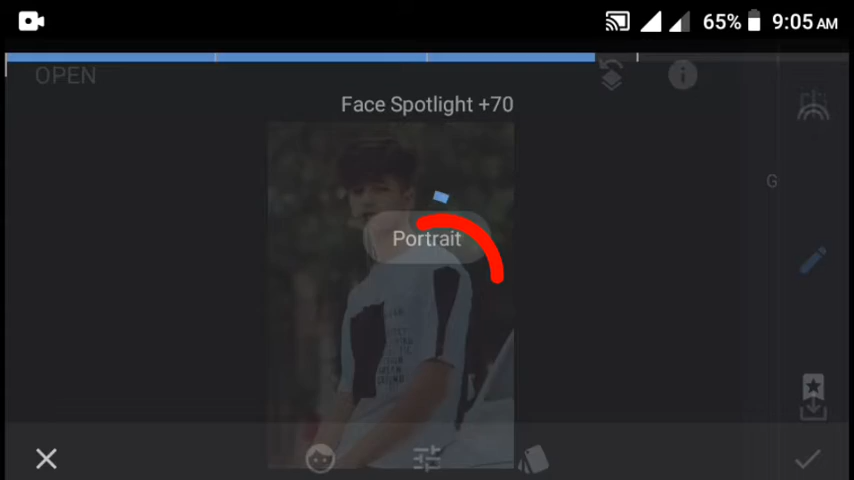 65% 9:05 AM
OPEN
Face Spotlight +70
G
Portrait